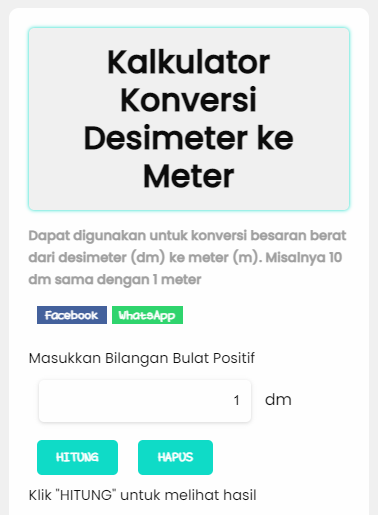 Kalkulator
Konversi
Desimeter ke
Meter
Dapat digunakan untuk konversi besaran berat
dari desimeter (dm) ke meter (m). Misalnya 10
dm sama dengan 1 meter
Facebook WhatsApp
Masukkan Bilangan Bulat Positif
1 dm
HITUNG HAPUS
Klik "HITUNG" untuk melihat hasil